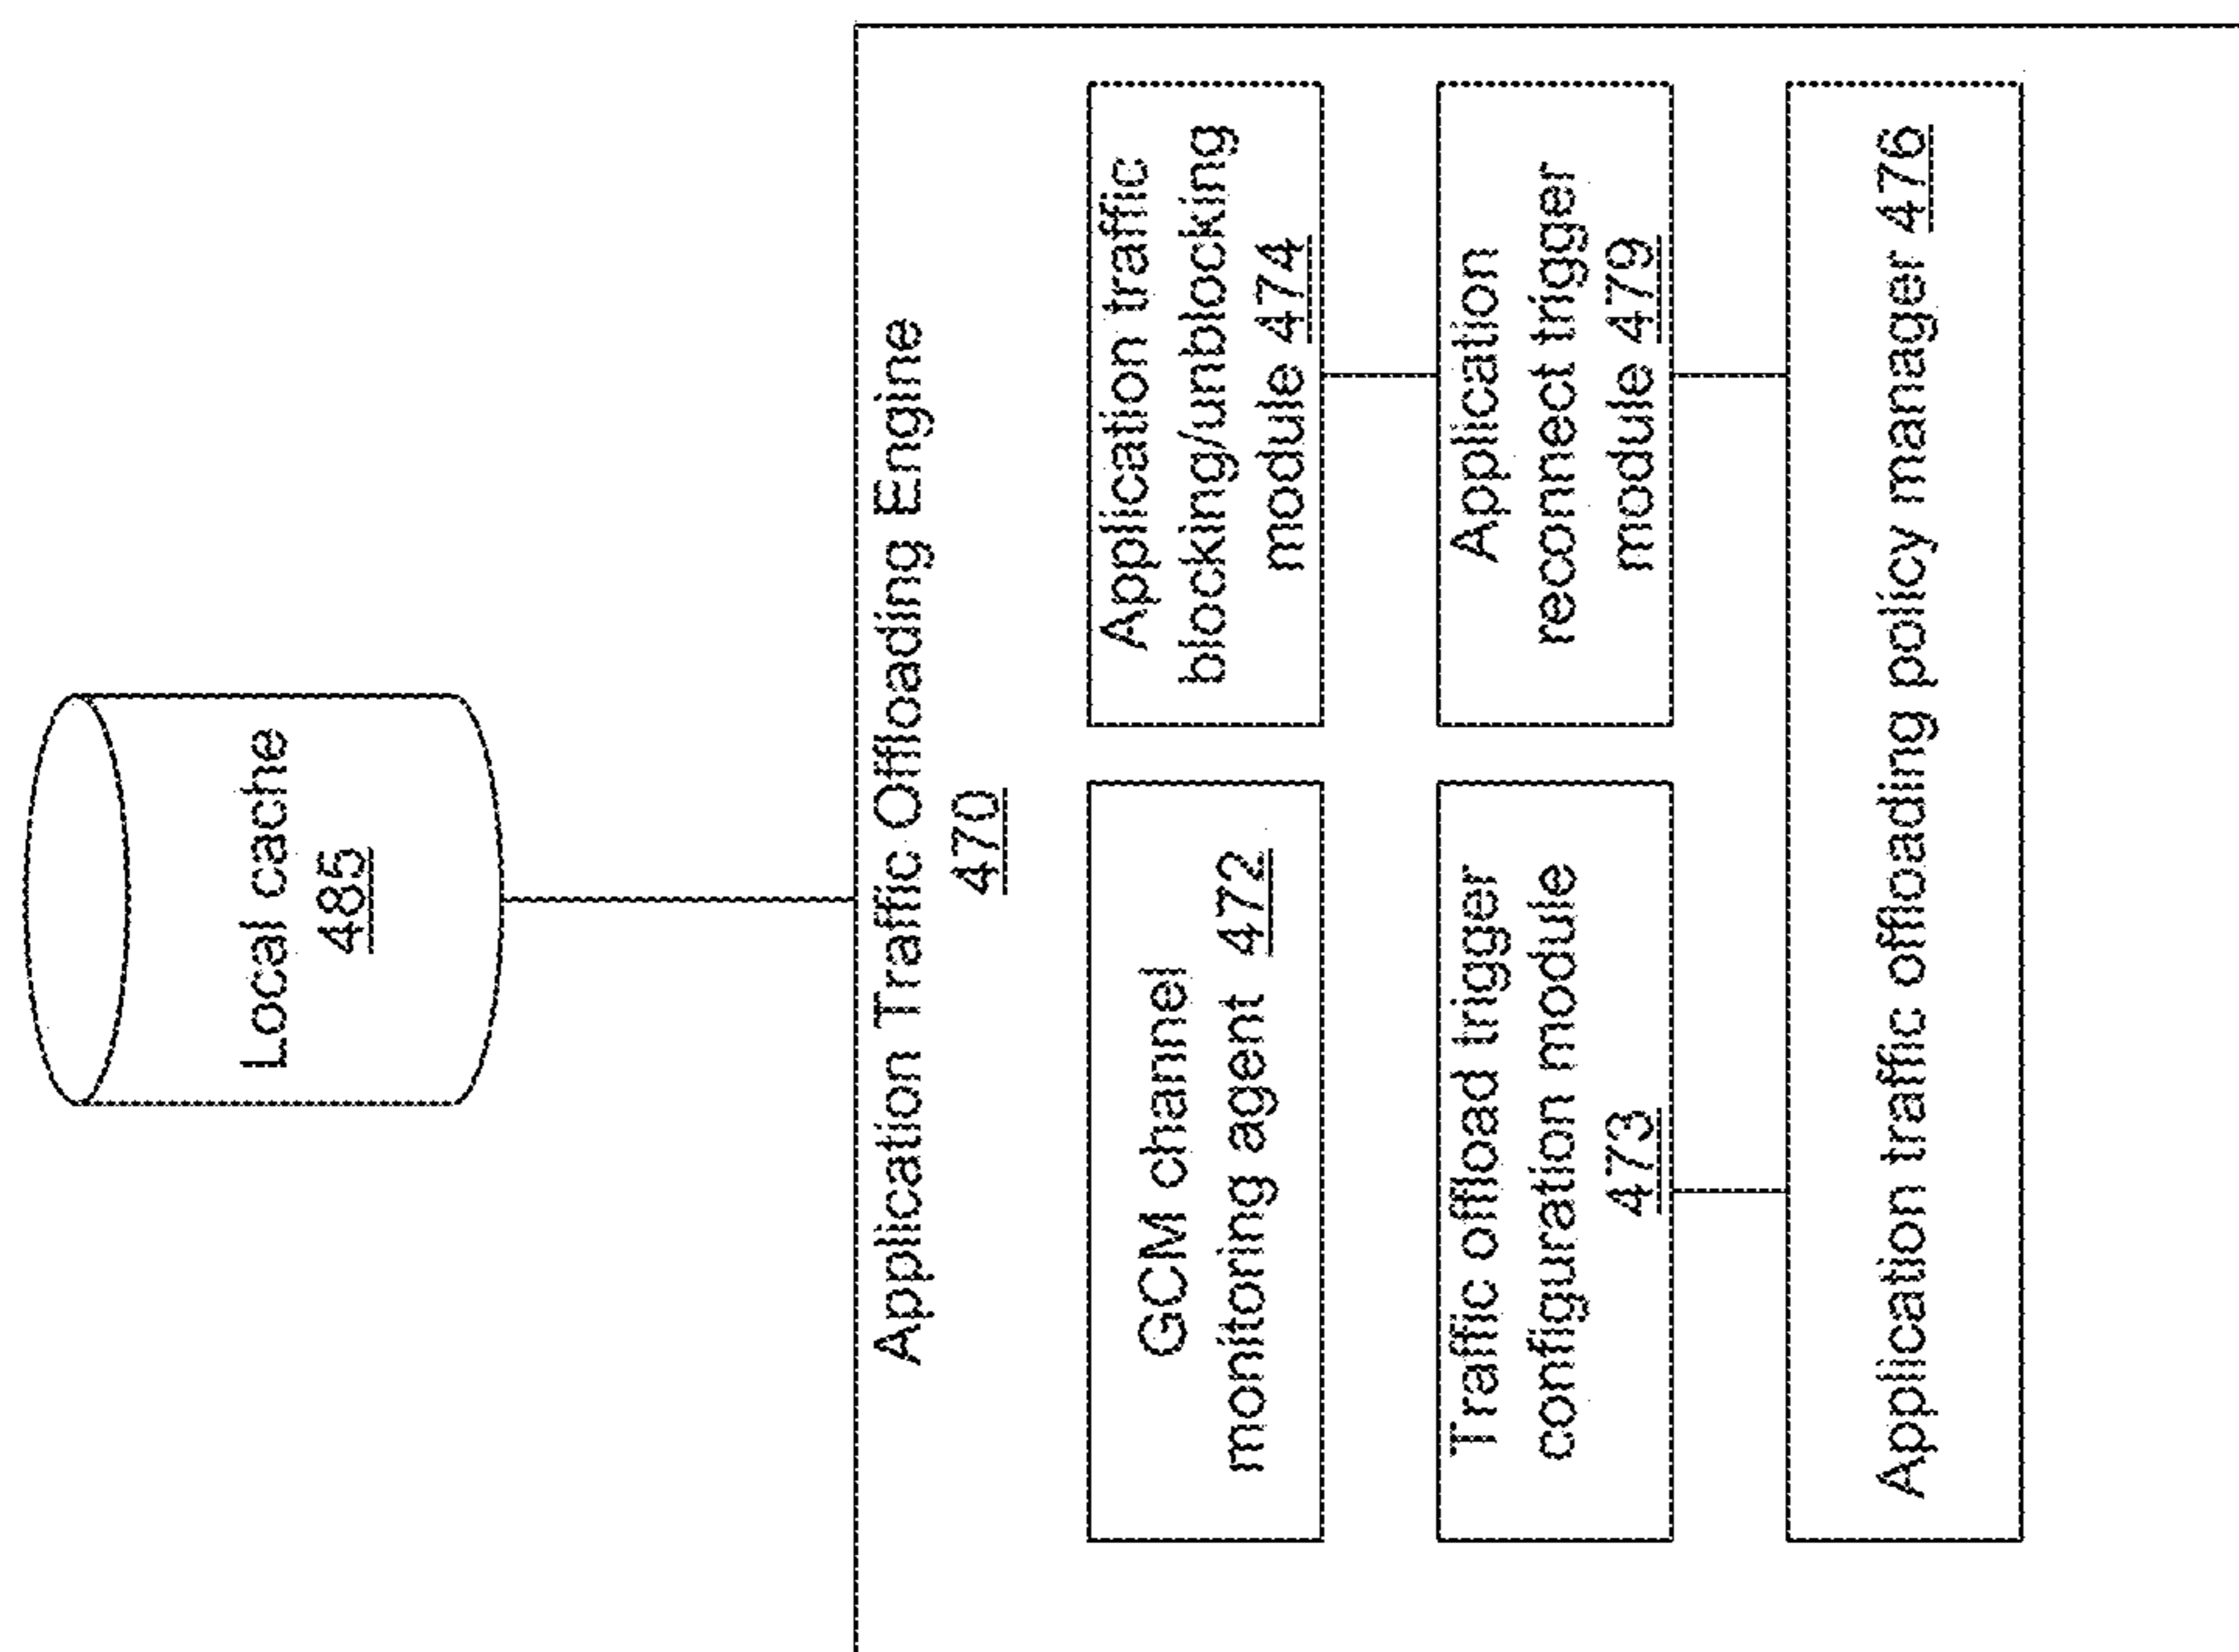 Local cache
485
Application Traffic Offloading Engine
470
GCM channel
monitoring agent 472
Application traffic
blocking/unblocking
module 474
Traffic offload trigger
configuration module
473
Application
reconnect trigger
module 479
Application traffic offloading policy manager 476